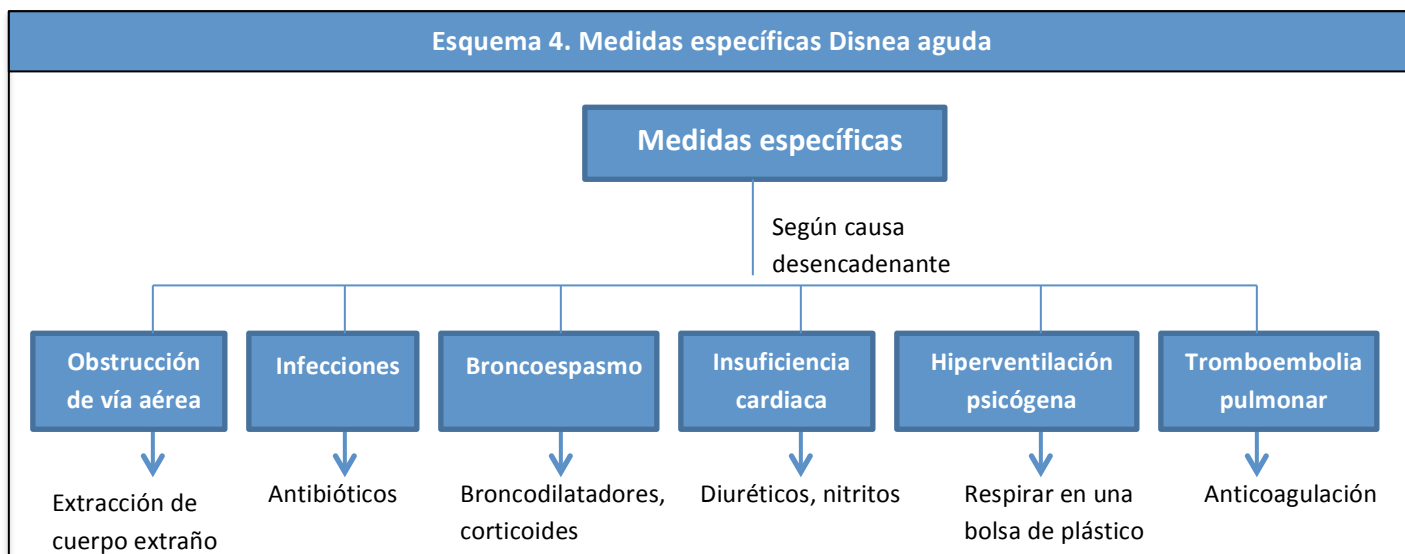 Esquema 4. Medidas específicas Disnea aguda
Medidas específicas
Según causa
desencadenante
Obstrucción
de vía aérea
Infecciones
Broncoespasmo
Insuficiencia
cardiaca
Hiperventilación
psicógena
Tromboembolia
pulmonar
Extracción de
cuerpo extraño
Antibióticos
Broncodilatadores,
corticoides
Diuréticos, nitritos
Respirar en una
bolsa de plástico
Anticoagulación